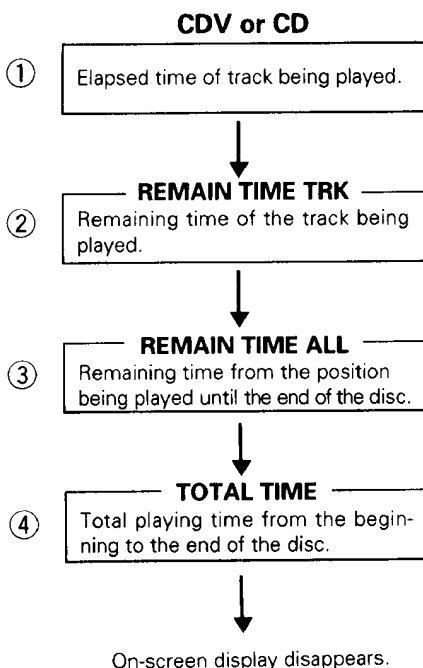 CDV or CD
① Elapsed time of track being played.
REMAIN TIME TRK
② Remaining time of the track being
played.
REMAIN TIME ALL
③ Remaining time from the position
being played until the end of the disc.
TOTAL TIME
④ Total playing time from the begin-
ning to the end of the disc.
On-screen display disappears.